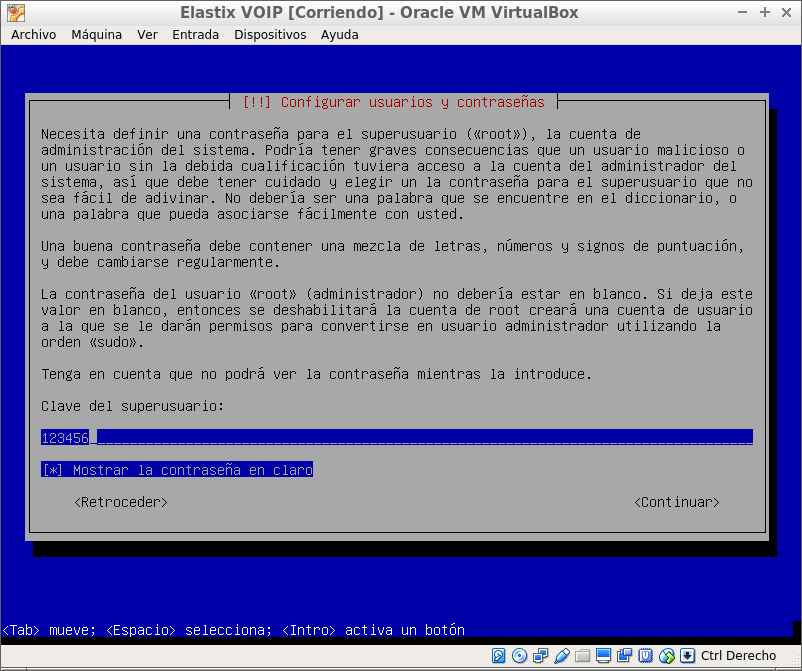 Elastix VOIP [Corriendo] - Oracle VM VirtualBox
Archivo Máquina Ver Entrada Dispositivos Ayuda
[!!] Configurar usuarios y contraseñas
Necesita definir una contraseña para el superusuario («root»), la cuenta de
administración del sistema. Podría tener graves consecuencias que un usuario malicioso o
un usuario sin la debida cualificación tuviera acceso a la cuenta del administrador del
sistema, así que debe tener cuidado y elegir un la contraseña para el superusuario que no
sea fácil de adivinar. No debería ser una palabra que se encuentre en el diccionario, o
una palabra que pueda asociarse fácilmente con usted.
Una buena contraseña debe contener una mezcla de letras, números y signos de puntuación,
y debe cambiarse regularmente.
La contraseña del usuario «root» (administrador) no debería estar en blanco. Si deja este
valor en blanco, entonces se deshabilitará la cuenta de root creará una cuenta de usuario
a la que se le darán permisos para convertirse en usuario administrador utilizando la
orden «sudo».
Tenga en cuenta que no podrá ver la contraseña mientras la introduce.
Clave del superusuario:
123456
[*] Mostrar la contraseña en claro
<Retroceder> <Continuar>
<Tab> mueve; <Espacio> selecciona; <Intro> activa un botón
Ctrl Derecho